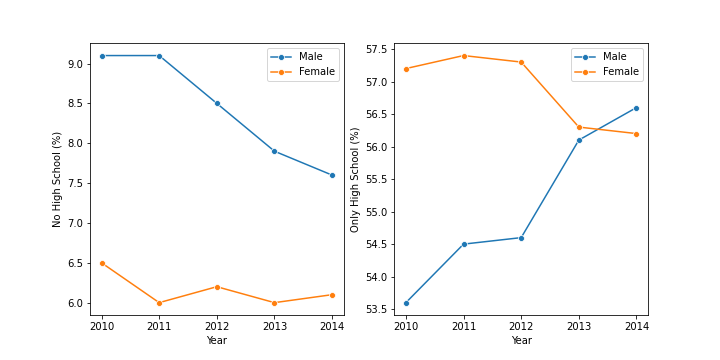 No High School (%)
9.0
8.5
8.0
7.5
7.0
6.5
6.0
Male
Female
2010 2011 2012 2013 2014
Year
Only High School (%)
57.5
57.0
56.5
56.0
55.5
55.0
54.5
54.0
53.5
Male
Female
2010 2011 2012 2013 2014
Year